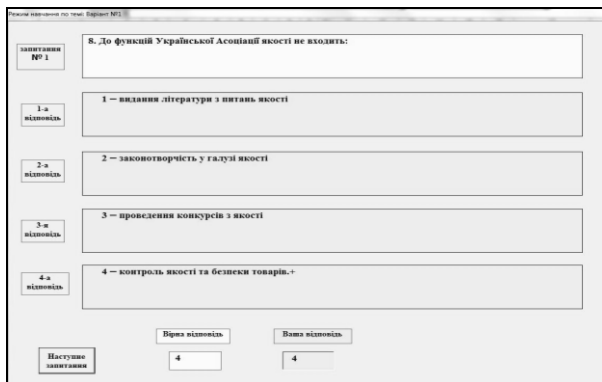 Режим навчання по темі: Варіант №1
запитання
№ 1
8. До функцій Української Асоціації якості не входить:
1-а
відповідь
1 – видання літератури з питань якості
2-а
відповідь
2 – законотворчість у галузі якості
3-я
відповідь
3 – проведення конкурсів з якості
4-а
відповідь
4 – контроль якості та безпеки товарів.+
Вірна відповідь
Ваша відповідь
Наступне
запитання
4
4